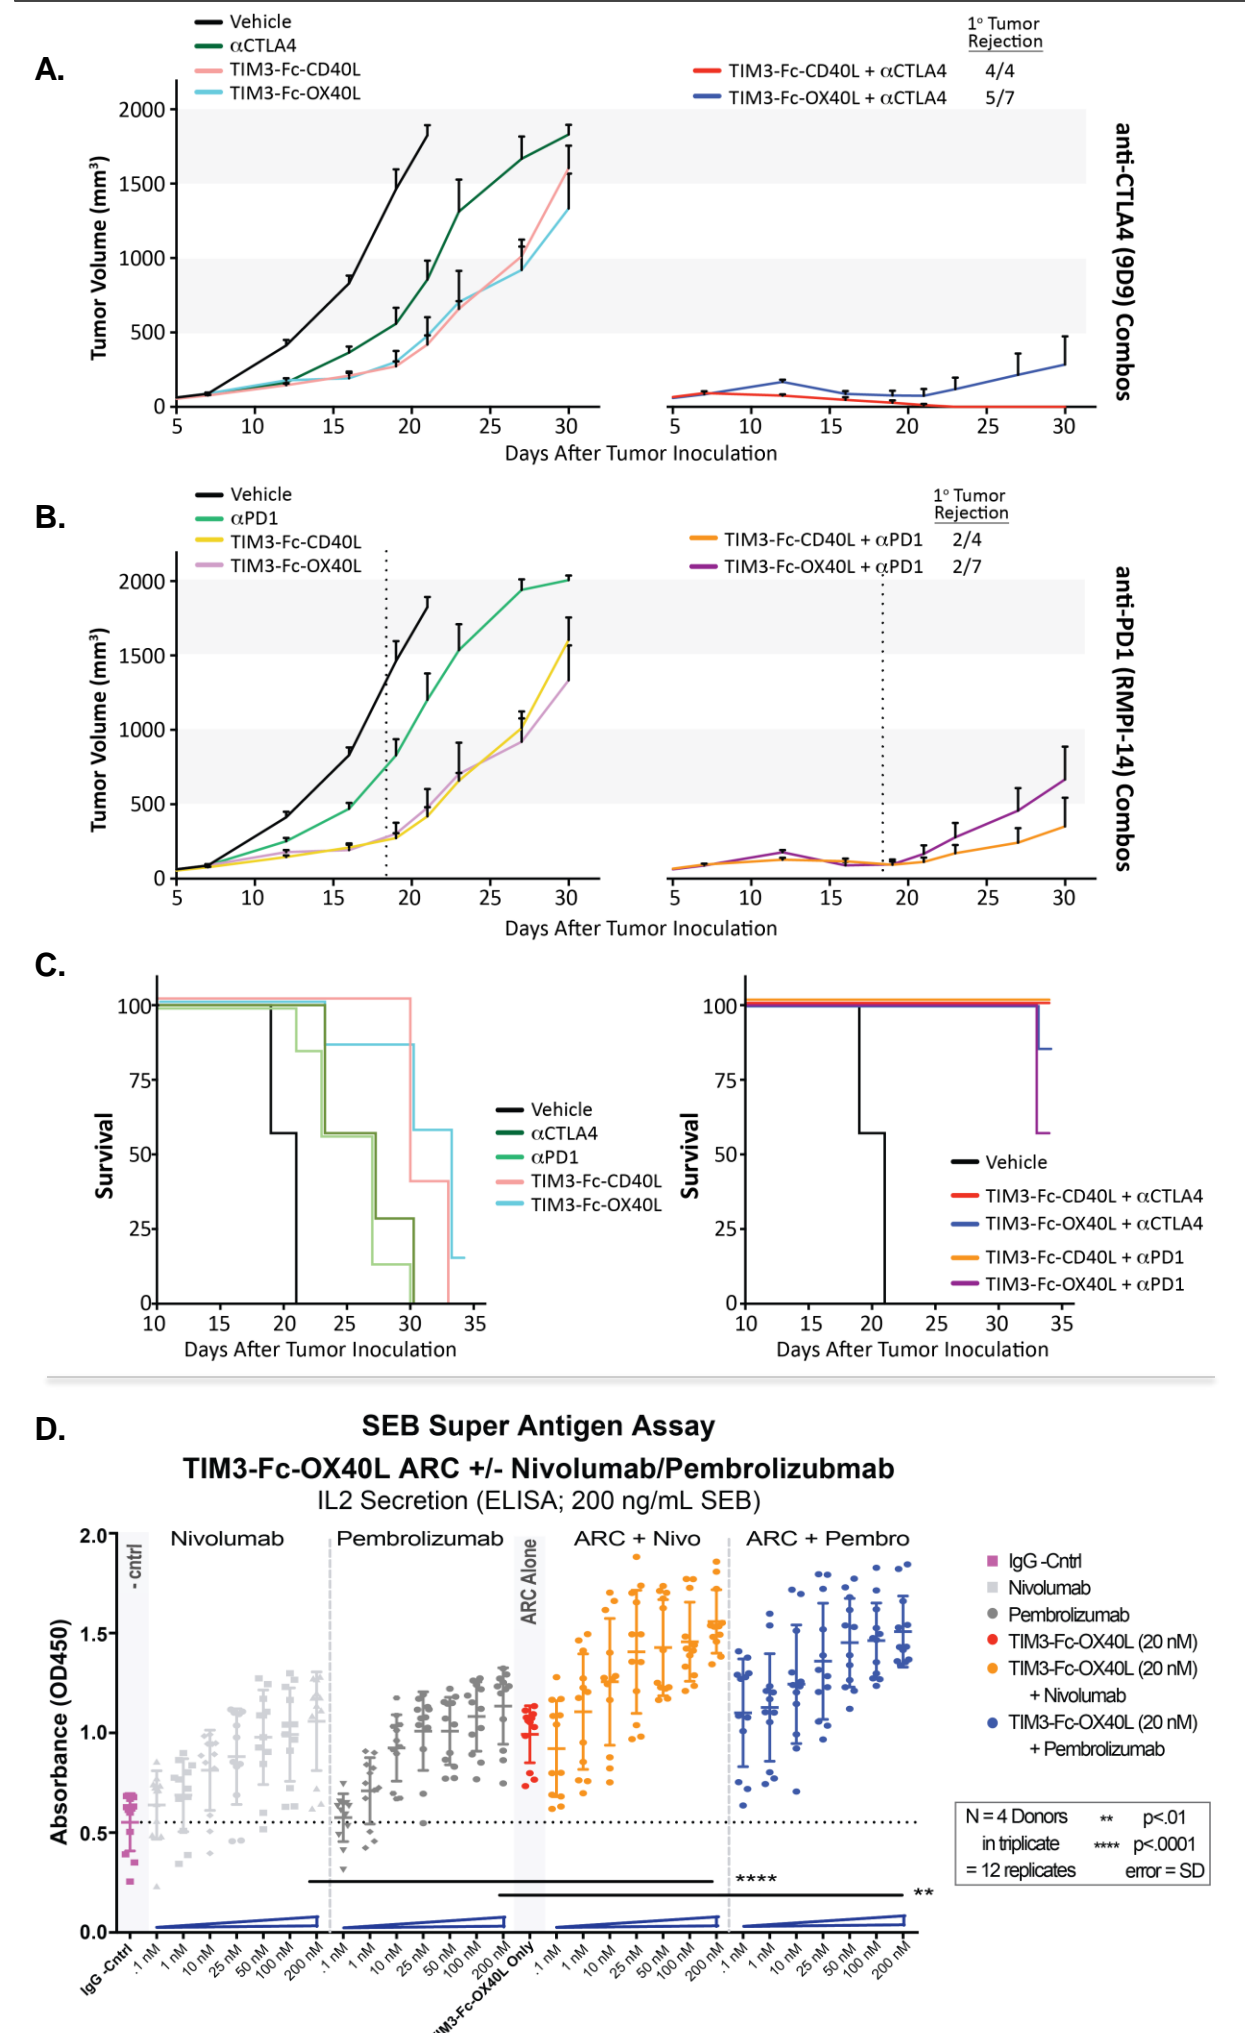 A.
Vehicle
αCTLA4
TIM3-Fc-CD40L
TIM3-Fc-OX40L
1° Tumor
Rejection
TIM3-Fc-CD40L + αCTLA4 4/4
TIM3-Fc-OX40L + αCTLA4 5/7
Tumor Volume (mm³)
2000
1500
1000
500
0
5 10 15 20 25 30
5 10 15 20 25 30
Days After Tumor Inoculation
anti-CTLA4 (9D9) Combos
B.
Vehicle
αPD1
TIM3-Fc-CD40L
TIM3-Fc-OX40L
1° Tumor
Rejection
TIM3-Fc-CD40L + αPD1 2/4
TIM3-Fc-OX40L + αPD1 2/7
Tumor Volume (mm³)
2000
1500
1000
500
0
5 10 15 20 25 30
5 10 15 20 25 30
Days After Tumor Inoculation
anti-PD1 (RMPI-14) Combos
C.
Survival
100
75
50
25
0
10 15 20 25 30 35
Days After Tumor Inoculation
Vehicle
αCTLA4
αPD1
TIM3-Fc-CD40L
TIM3-Fc-OX40L
Survival
100
75
50
25
0
10 15 20 25 30 35
Days After Tumor Inoculation
Vehicle
TIM3-Fc-CD40L + αCTLA4
TIM3-Fc-OX40L + αCTLA4
TIM3-Fc-CD40L + αPD1
TIM3-Fc-OX40L + αPD1
D.
SEB Super Antigen Assay
TIM3-Fc-OX40L ARC +/- Nivolumab/Pembrolizubmab
IL2 Secretion (ELISA; 200 ng/mL SEB)
Absorbance (OD450)
2.0
1.5
1.0
0.5
0.0
- cntrl
Nivolumab
Pembrolizumab
ARC Alone
ARC + Nivo
ARC + Pembro
****
**
IgG -Cntrl
.1 nM
1 nM
10 nM
25 nM
50 nM
100 nM
200 nM
.1 nM
1 nM
10 nM
25 nM
50 nM
100 nM
200 nM
TIM3-Fc-OX40L Only
.1 nM
1 nM
10 nM
25 nM
50 nM
100 nM
200 nM
.1 nM
1 nM
10 nM
25 nM
50 nM
100 nM
200 nM
IgG -Cntrl
Nivolumab
Pembrolizumab
TIM3-Fc-OX40L (20 nM)
TIM3-Fc-OX40L (20 nM)
+ Nivolumab
TIM3-Fc-OX40L (20 nM)
+ Pembrolizumab
N = 4 Donors ** p<.01
in triplicate **** p<.0001
= 12 replicates error = SD